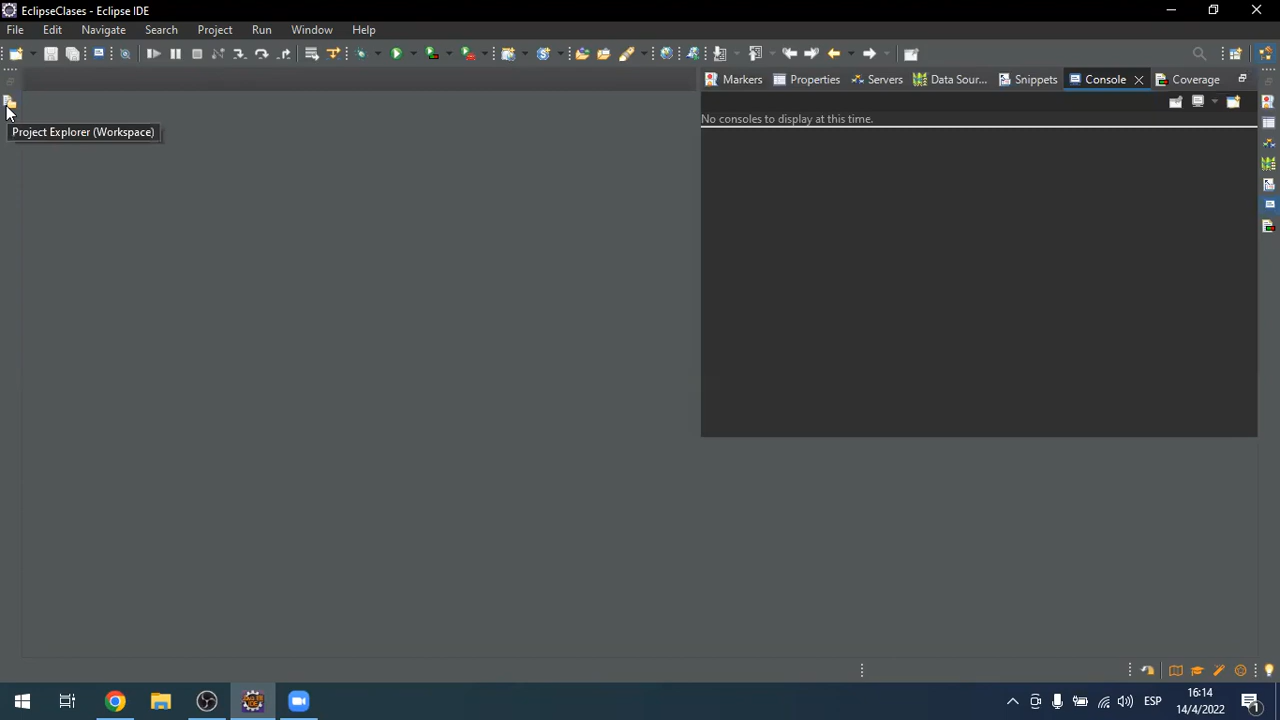 EclipseClases - Eclipse IDE
File Edit Navigate Search Project Run Window Help
Markers Properties Servers Data Sour... Snippets Console Coverage
No consoles to display at this time.
Project Explorer (Workspace)
ESP
16:14
14/4/2022
1